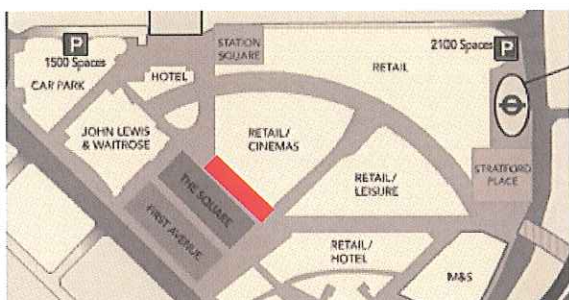 P
1500 Spaces
CAR PARK
HOTEL
STATION
SQUARE
2100 Spaces
P
RETAIL
JOHN LEWIS
& WAITROSE
RETAIL/
CINEMAS
THE SQUARE
FIRST AVENUE
RETAIL/
LEISURE
STRATFORD
PLACE
RETAIL/
HOTEL
M&S